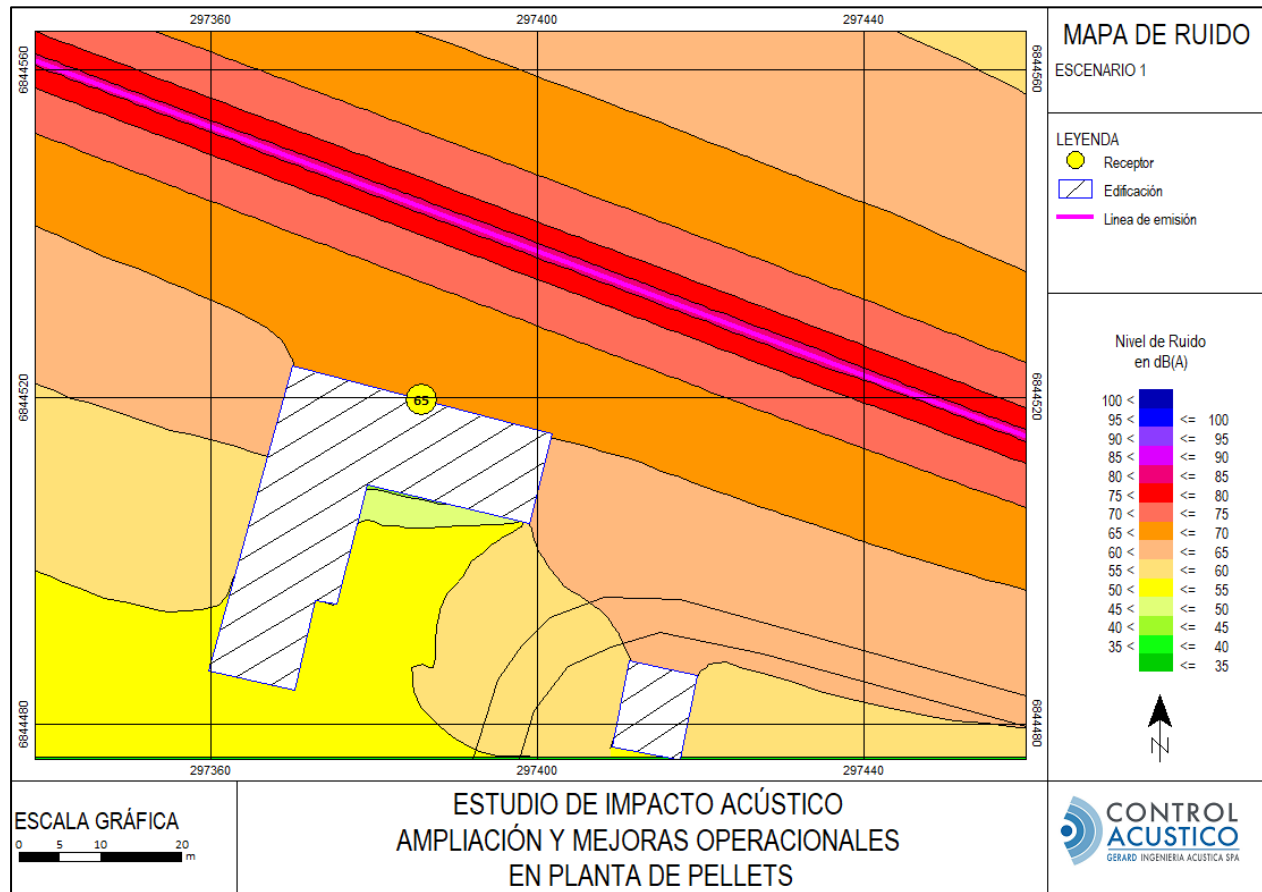 297360 297400 297440
6844560 6844560
6844520 6844520
6844480 6844480
65
297360 297400 297440
MAPA DE RUIDO
ESCENARIO 1
LEYENDA
Receptor
Edificación
Línea de emisión
Nivel de Ruido
en dB(A)
100 <
95 < <= 100
90 < <= 95
85 < <= 90
80 < <= 85
75 < <= 80
70 < <= 75
65 < <= 70
60 < <= 65
55 < <= 60
50 < <= 55
45 < <= 50
40 < <= 45
35 < <= 40
<= 35
N
ESCALA GRÁFICA
0 5 10 20
m
ESTUDIO DE IMPACTO ACÚSTICO
AMPLIACIÓN Y MEJORAS OPERACIONALES
EN PLANTA DE PELLETS
CONTROL
ACUSTICO
GERARD INGENIERIA ACUSTICA SPA